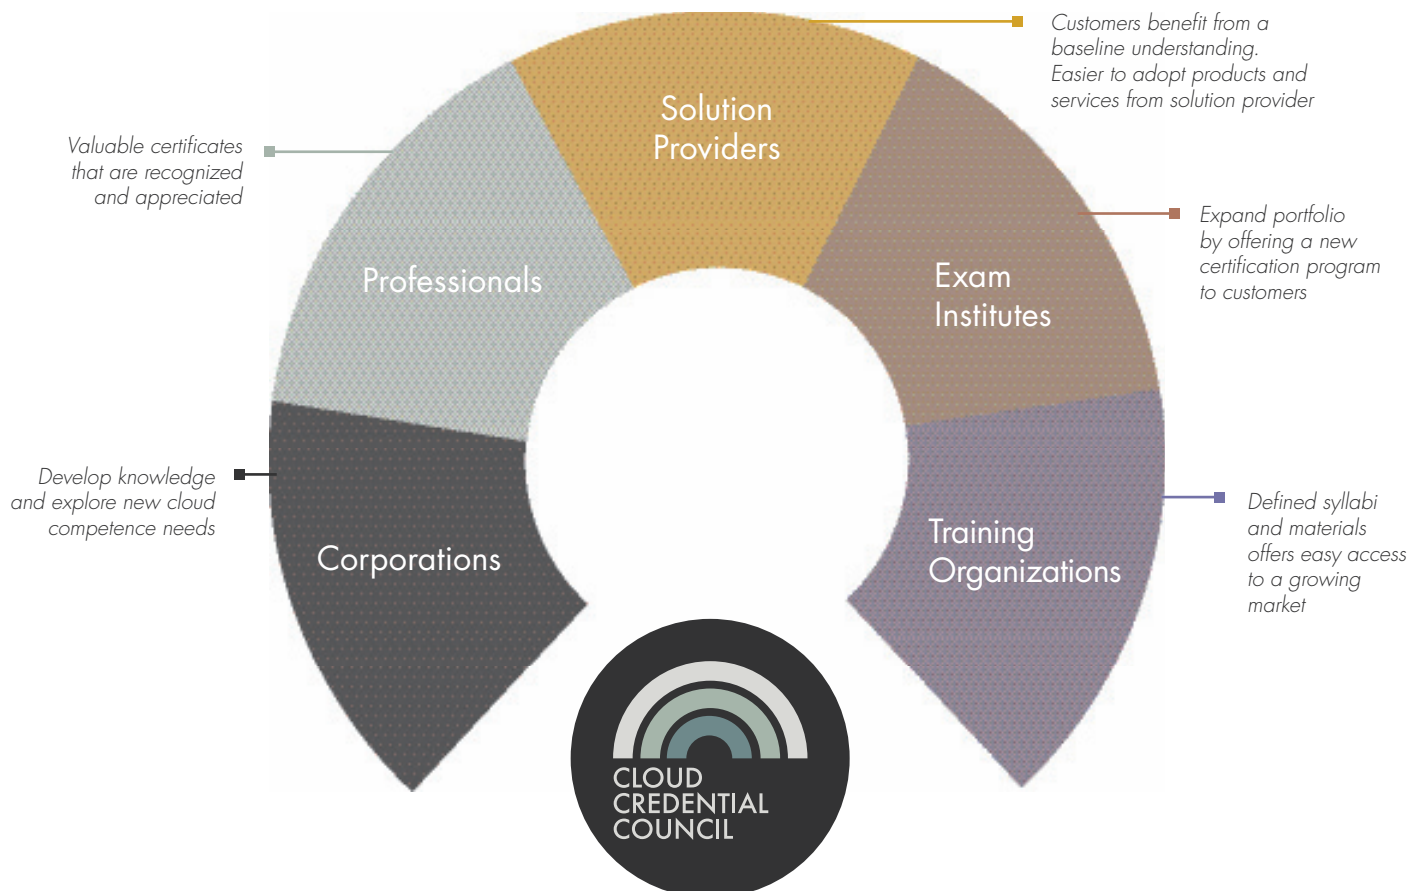 Customers benefit from a
baseline understanding.
Easier to adopt products and
services from solution provider
Solution
Providers
Valuable certificates
that are recognized
and appreciated
Expand portfolio
by offering a new
certification program
to customers
Professionals
Exam
Institutes
Develop knowledge
and explore new cloud
competence needs
Defined syllabi
and materials
offers easy access
to a growing
market
Corporations
Training
Organizations
CLOUD
CREDENTIAL
COUNCIL